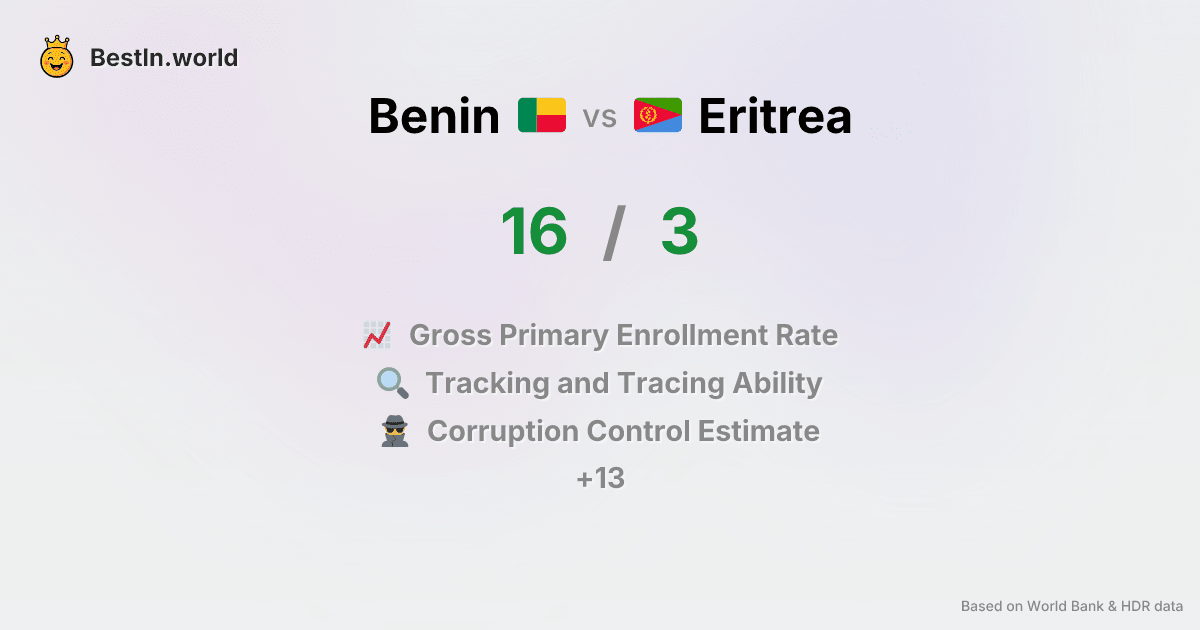 BestIn.world
Benin vs Eritrea
16 / 3
Gross Primary Enrollment Rate
Tracking and Tracing Ability
Corruption Control Estimate
+13
Based on World Bank & HDR data